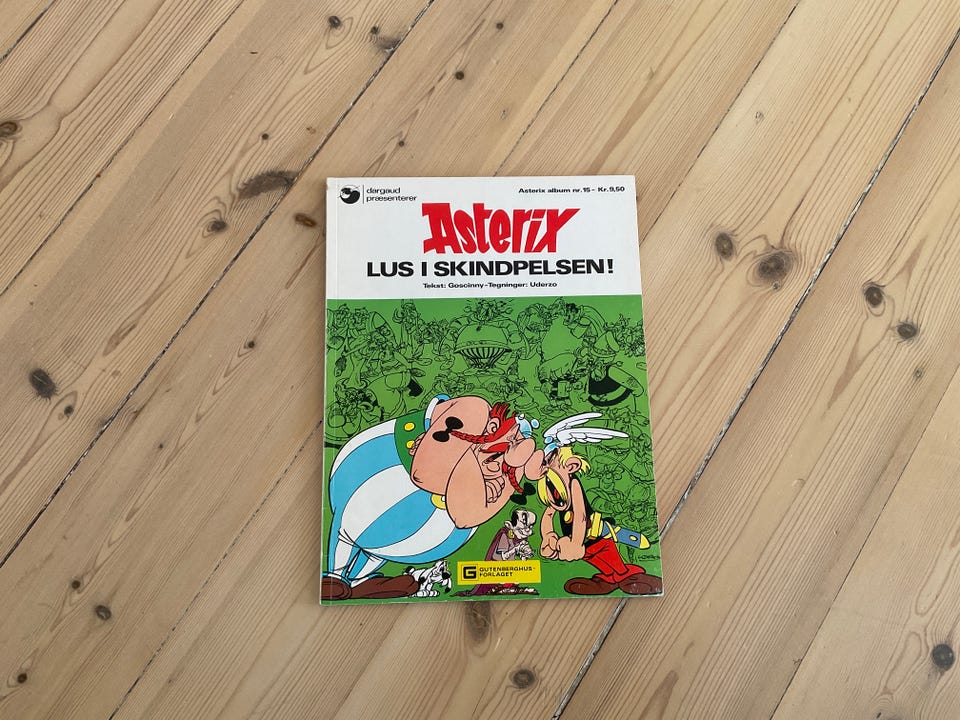 dargaud
præsenterer
Asterix album nr. 15 - Kr. 9,50
Asterix
LUS I SKINDPELSEN!
Tekst: Goscinny - Tegninger: Uderzo
G GUTENBERGHUS-
FORLAGET